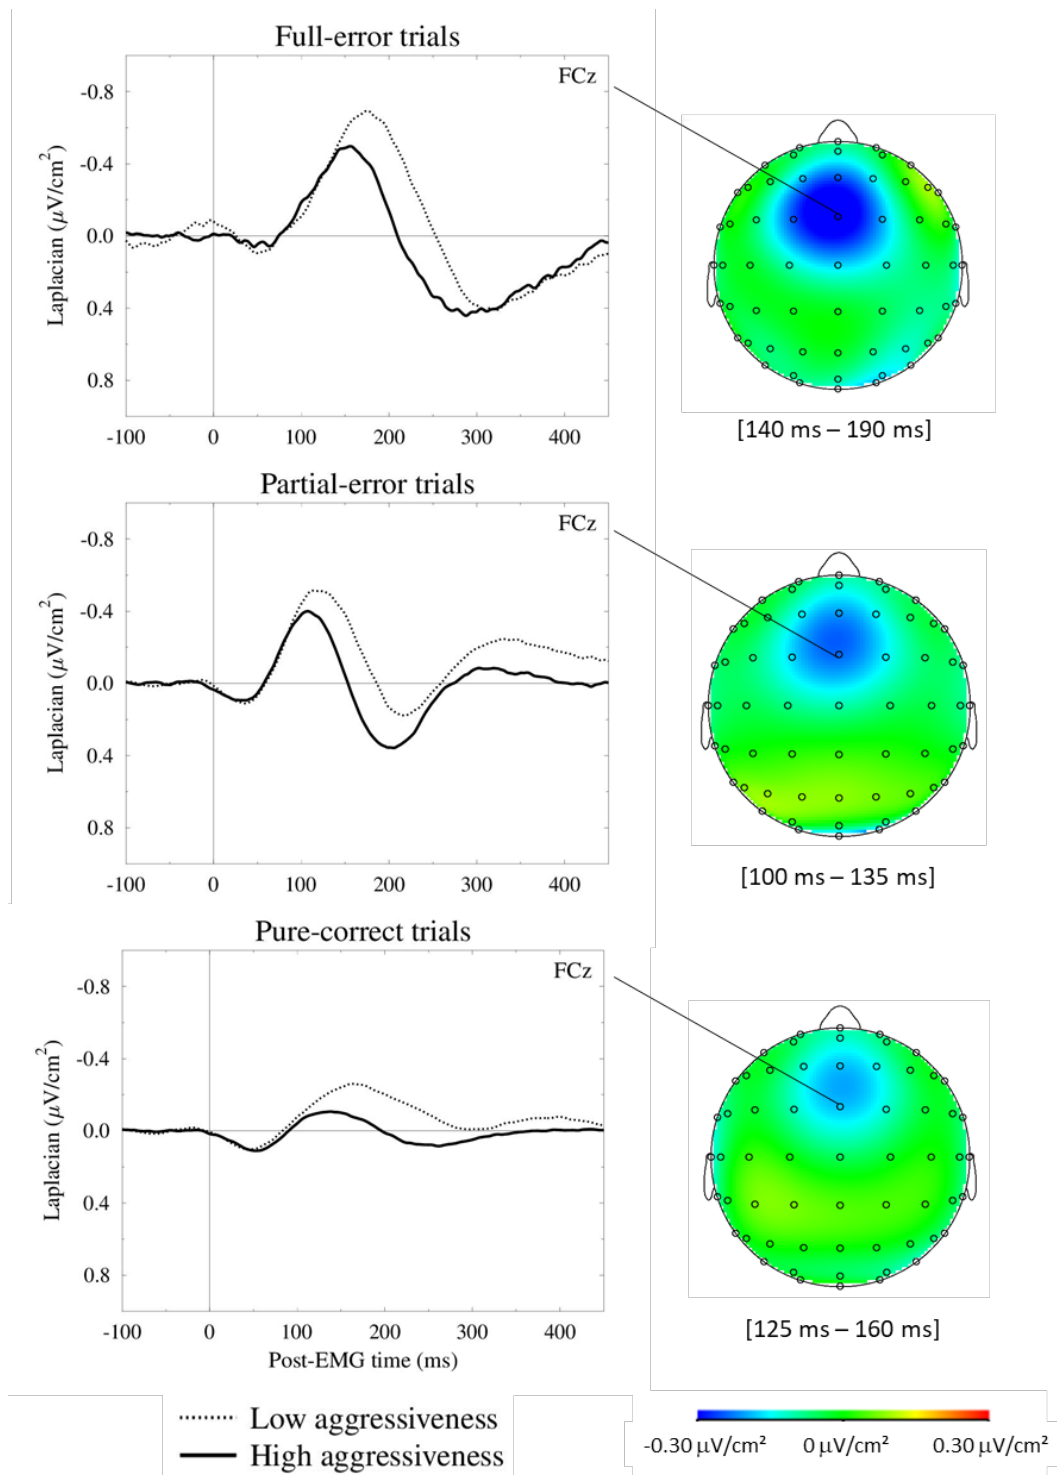 Full-error trials
FCz
Laplacian (μV/cm²)
-0.8
-0.4
0.0
0.4
0.8
-100 0 100 200 300 400
[140 ms – 190 ms]
Partial-error trials
FCz
Laplacian (μV/cm²)
-0.8
-0.4
0.0
0.4
0.8
-100 0 100 200 300 400
[100 ms – 135 ms]
Pure-correct trials
FCz
Laplacian (μV/cm²)
-0.8
-0.4
0.0
0.4
0.8
-100 0 100 200 300 400
Post-EMG time (ms)
[125 ms – 160 ms]
Low aggressiveness
High aggressiveness
-0.30 μV/cm² 0 μV/cm² 0.30 μV/cm²